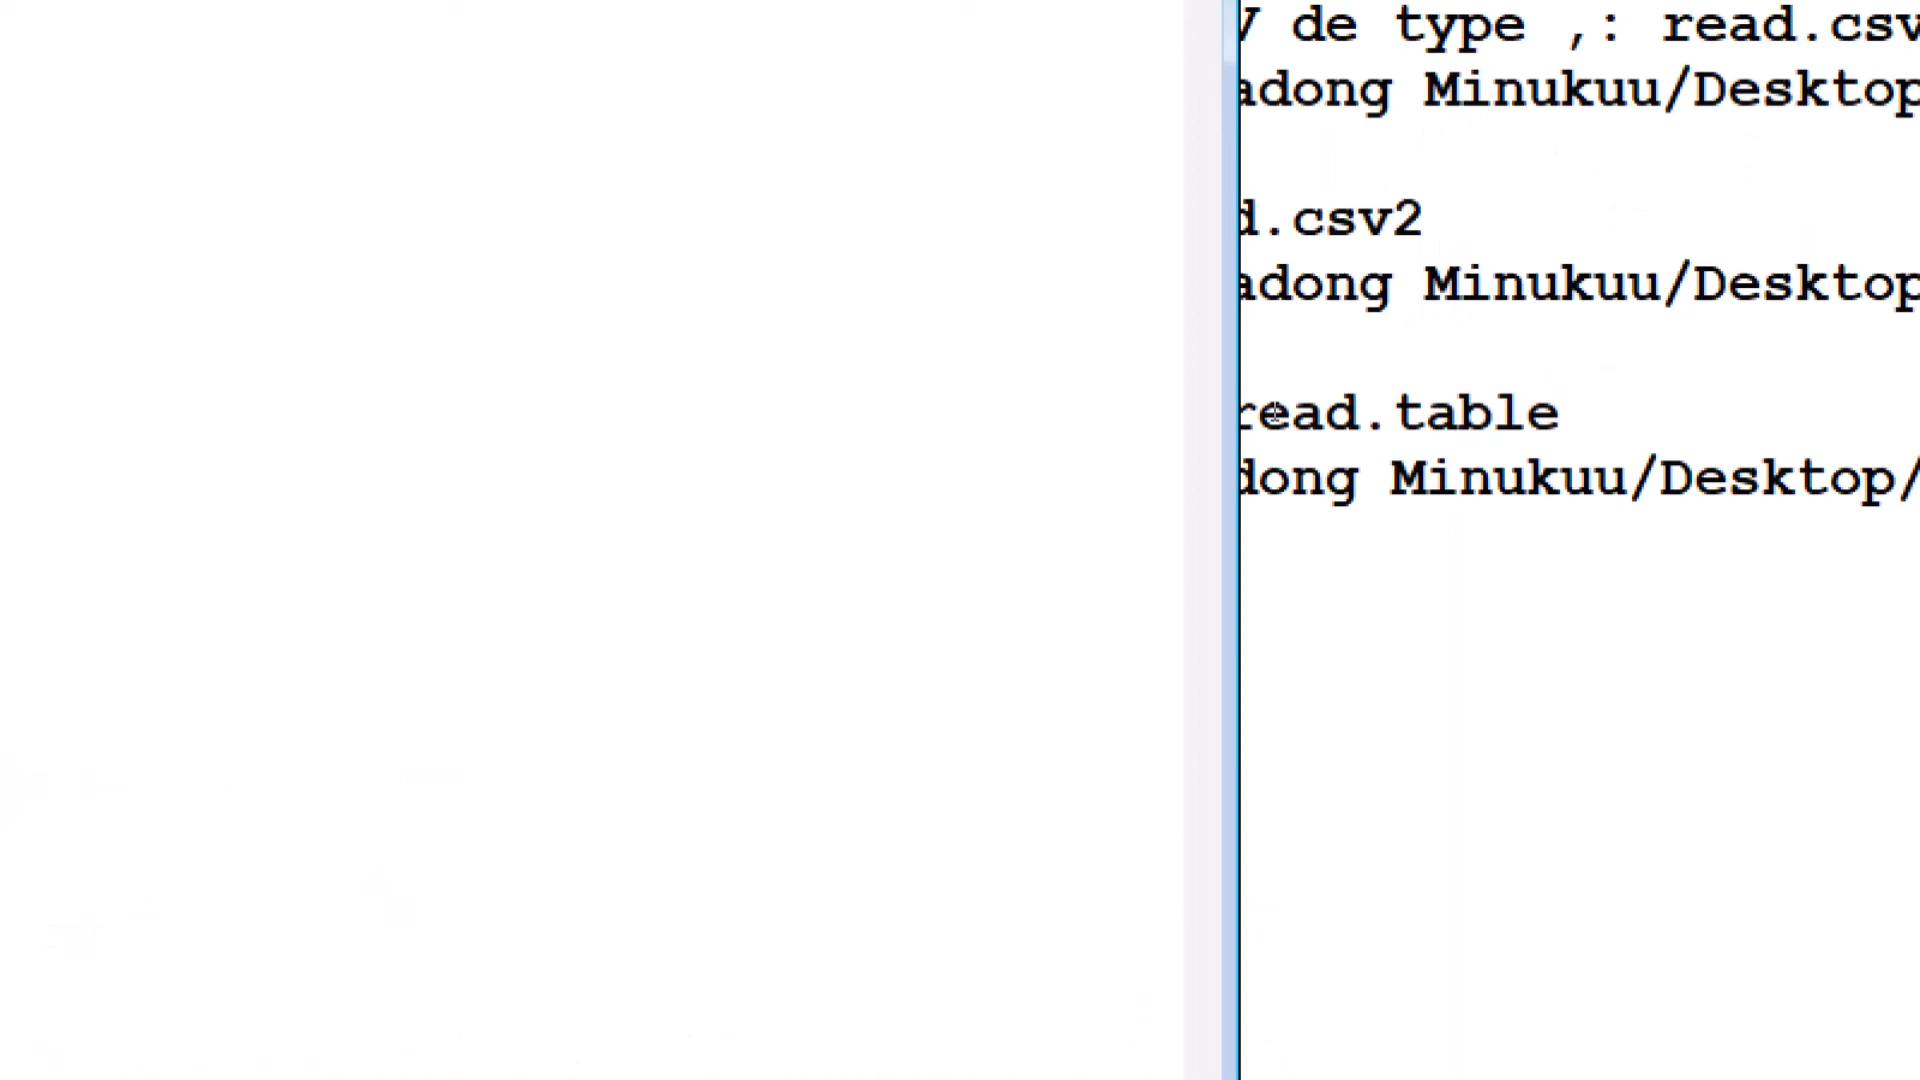 V de type ,: read.csv
adong Minukuu/Desktop
d.csv2
adong Minukuu/Desktop
read.table
dong Minukuu/Desktop/